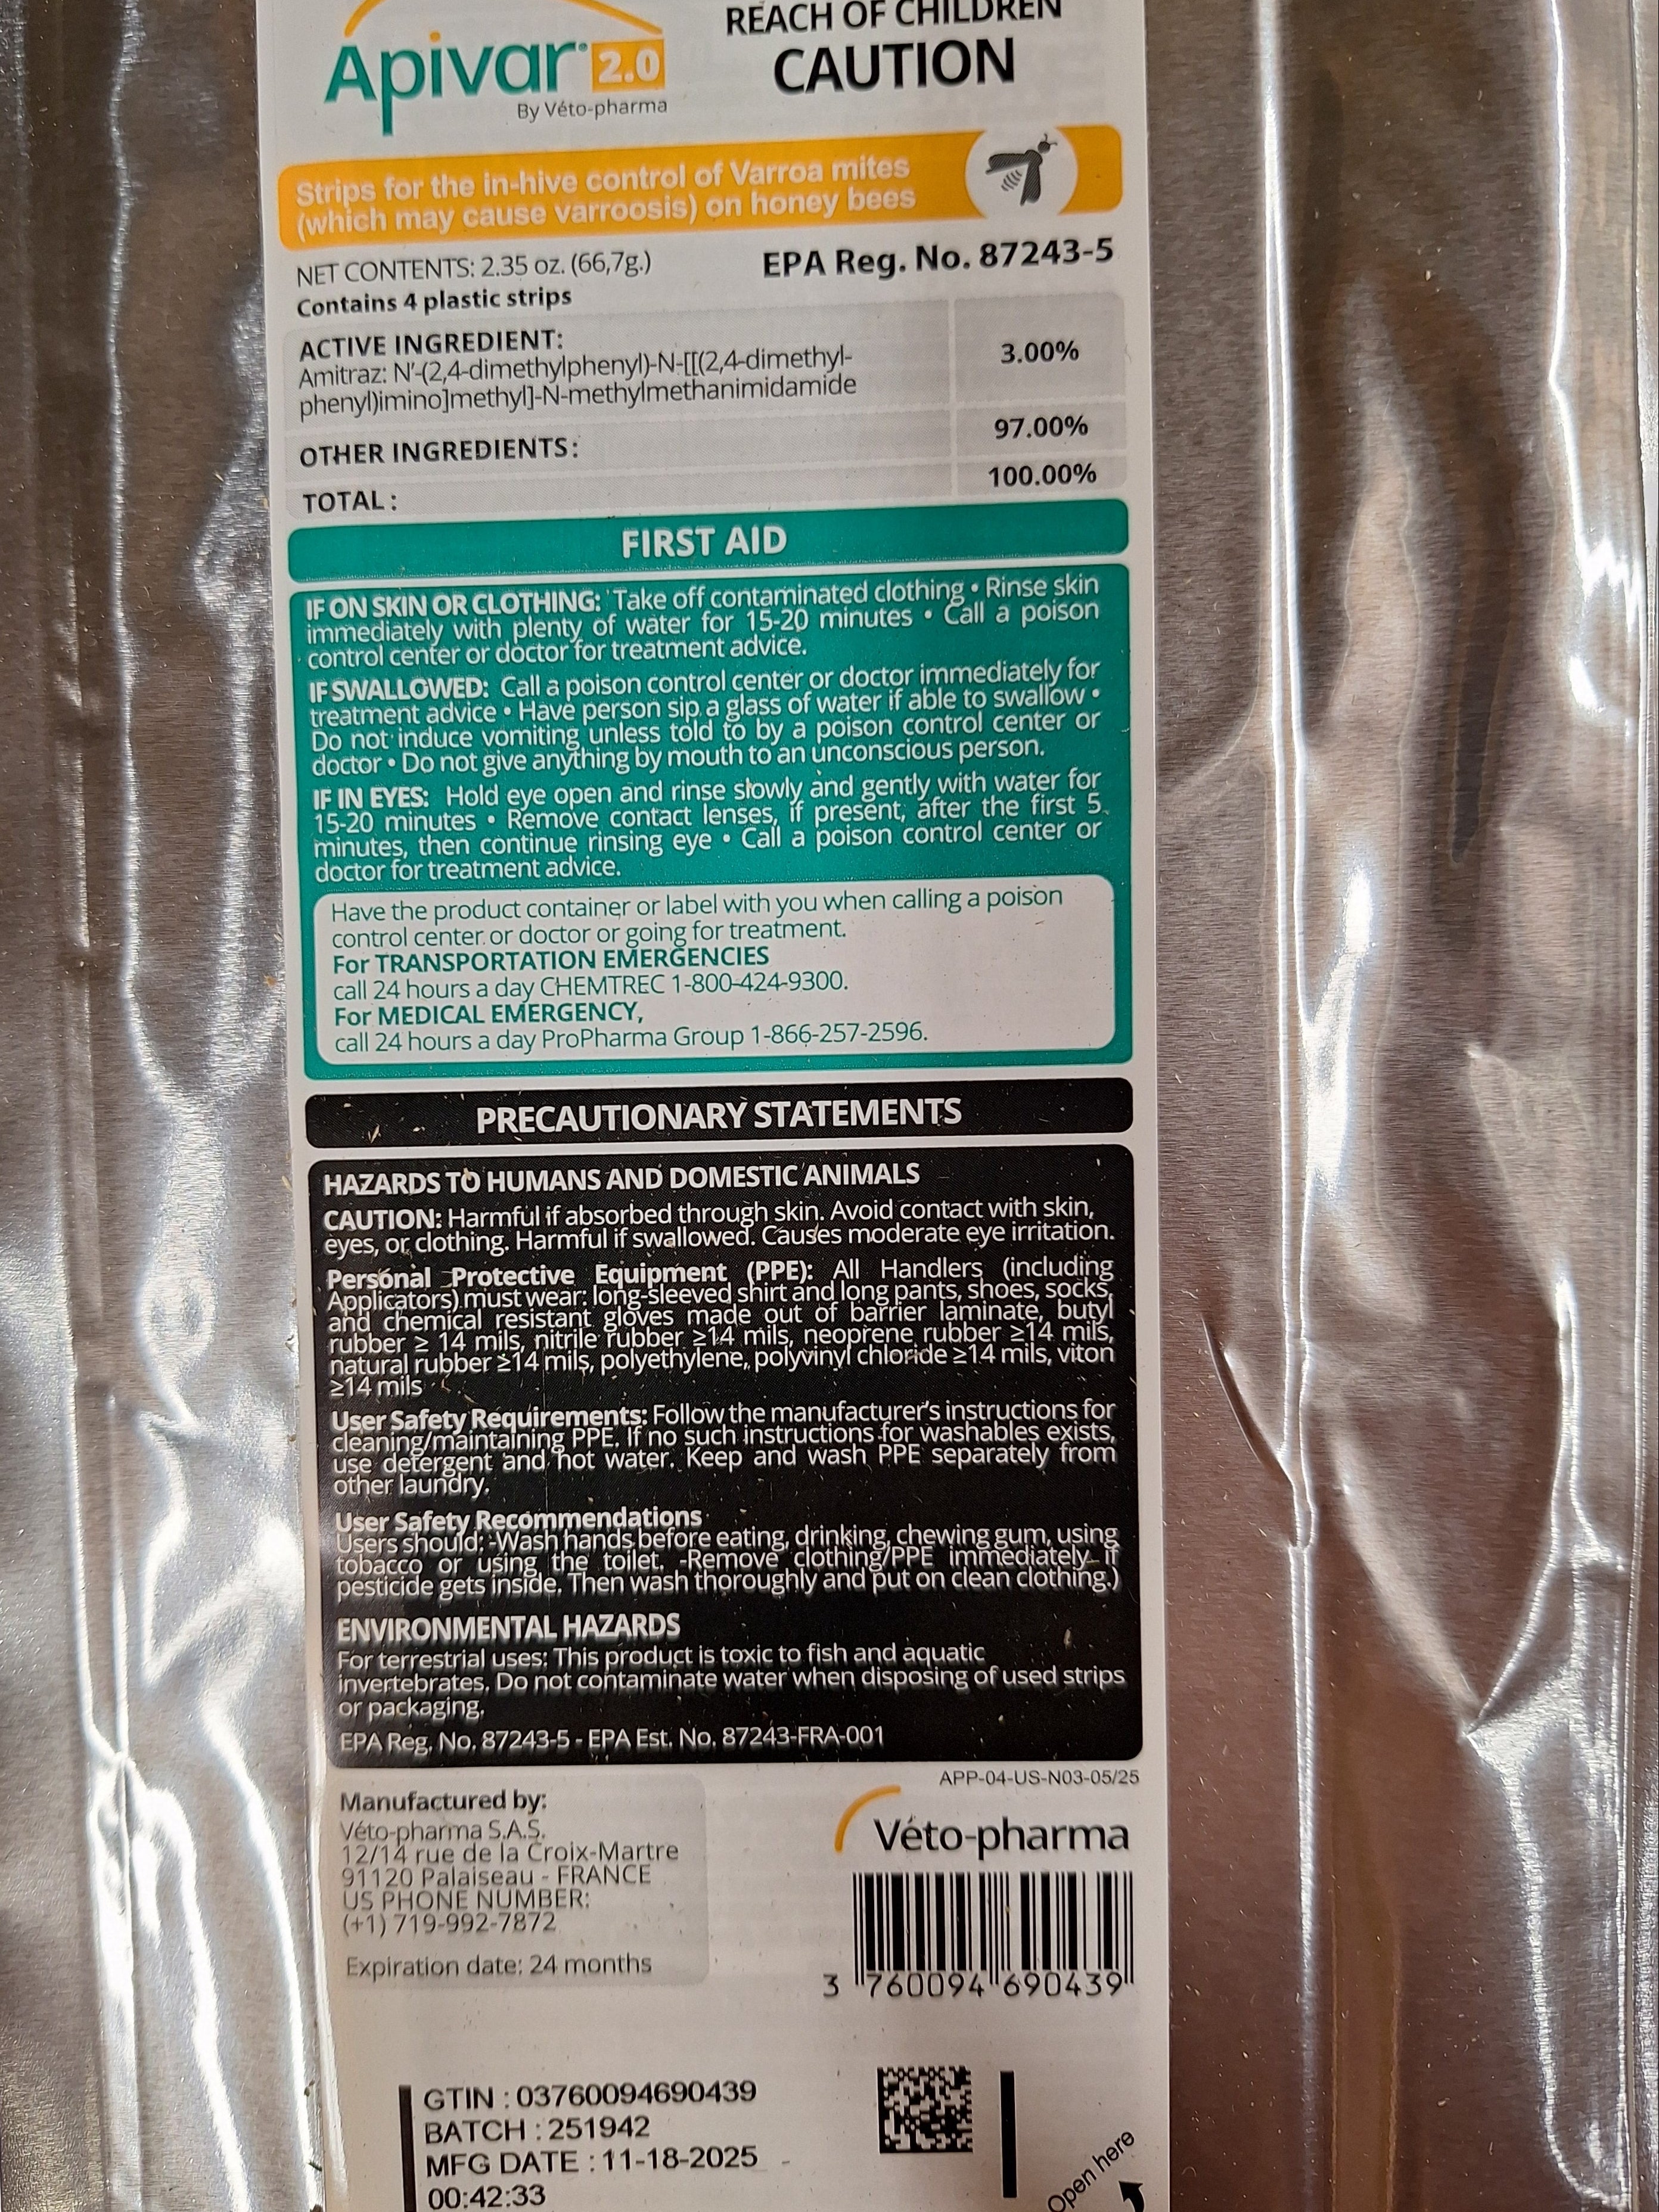 REACH OF CHILDREN
CAUTION
Apivar® 2.0
By Véto-pharma
Strips for the in-hive control of Varroa mites
(which may cause varroosis) on honey bees
NET CONTENTS: 2.35 oz. (66,7g.)
EPA Reg. No. 87243-5
Contains 4 plastic strips
ACTIVE INGREDIENT:
Amitraz: N'-(2,4-dimethylphenyl)-N-[[(2,4-dimethyl-
phenyl)imino]methyl]-N-methylmethanimidamide
3.00%
OTHER INGREDIENTS:
97.00%
TOTAL:
100.00%
FIRST AID
IF ON SKIN OR CLOTHING: Take off contaminated clothing • Rinse skin
immediately with plenty of water for 15-20 minutes • Call a poison
control center or doctor for treatment advice.
IF SWALLOWED: Call a poison control center or doctor immediately for
treatment advice • Have person sip a glass of water if able to swallow •
Do not induce vomiting unless told to by a poison control center or
doctor • Do not give anything by mouth to an unconscious person.
IF IN EYES: Hold eye open and rinse slowly and gently with water for
15-20 minutes • Remove contact lenses, if present, after the first 5
minutes, then continue rinsing eye • Call a poison control center or
doctor for treatment advice.
Have the product container or label with you when calling a poison
control center or doctor or going for treatment.
For TRANSPORTATION EMERGENCIES
call 24 hours a day CHEMTREC 1-800-424-9300.
For MEDICAL EMERGENCY,
call 24 hours a day ProPharma Group 1-866-257-2596.
PRECAUTIONARY STATEMENTS
HAZARDS TO HUMANS AND DOMESTIC ANIMALS
CAUTION: Harmful if absorbed through skin. Avoid contact with skin,
eyes, or clothing. Harmful if swallowed. Causes moderate eye irritation.
Personal Protective Equipment (PPE): All Handlers (including
Applicators) must wear: long-sleeved shirt and long pants, shoes, socks,
and chemical resistant gloves made out of barrier laminate, butyl
rubber ≥ 14 mils, nitrile rubber ≥14 mils, neoprene rubber ≥14 mils,
natural rubber ≥14 mils, polyethylene, polyvinyl chloride ≥14 mils, viton
≥14 mils
User Safety Requirements: Follow the manufacturer's instructions for
cleaning/maintaining PPE. If no such instructions for washables exists,
use detergent and hot water. Keep and wash PPE separately from
other laundry.
User Safety Recommendations
Users should: -Wash hands before eating, drinking, chewing gum, using
tobacco or using the toilet. -Remove clothing/PPE immediately if
pesticide gets inside. Then wash thoroughly and put on clean clothing.)
ENVIRONMENTAL HAZARDS
For terrestrial uses: This product is toxic to fish and aquatic
invertebrates. Do not contaminate water when disposing of used strips
or packaging.
EPA Reg. No. 87243-5 - EPA Est. No. 87243-FRA-001
APP-04-US-N03-05/25
Manufactured by:
Véto-pharma S.A.S.
12/14 rue de la Croix-Martre
91120 Palaiseau - FRANCE
US PHONE NUMBER:
(+1) 719-992-7872
Expiration date: 24 months
Véto-pharma
3 760094 690439
GTIN : 03760094690439
BATCH : 251942
MFG DATE : 11-18-2025
00:42:33
Open here